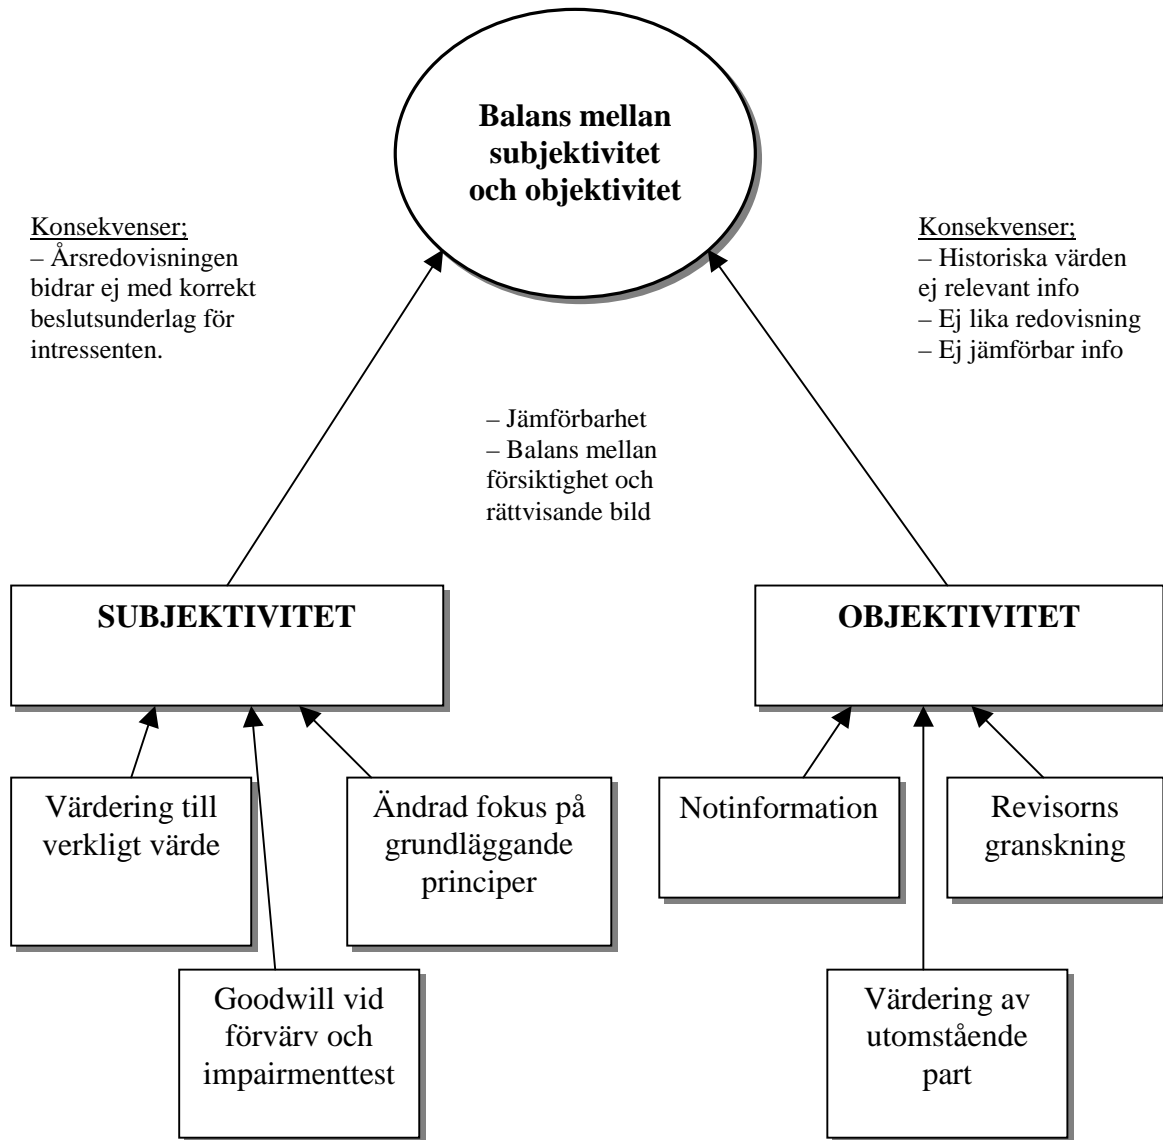 Balans mellan
subjektivitet
och objektivitet
Konsekvenser;
– Årsredovisningen
bidrar ej med korrekt
beslutsunderlag för
intressenten.
Konsekvenser;
– Historiska värden
ej relevant info
– Ej lika redovisning
– Ej jämförbar info
– Jämförbarhet
– Balans mellan
försiktighet och
rättvisande bild
SUBJEKTIVITET
OBJEKTIVITET
Värdering till
verkligt värde
Ändrad fokus på
grundläggande
principer
Notinformation
Revisorns
granskning
Goodwill vid
förvärv och
impairmenttest
Värdering av
utomstående
part